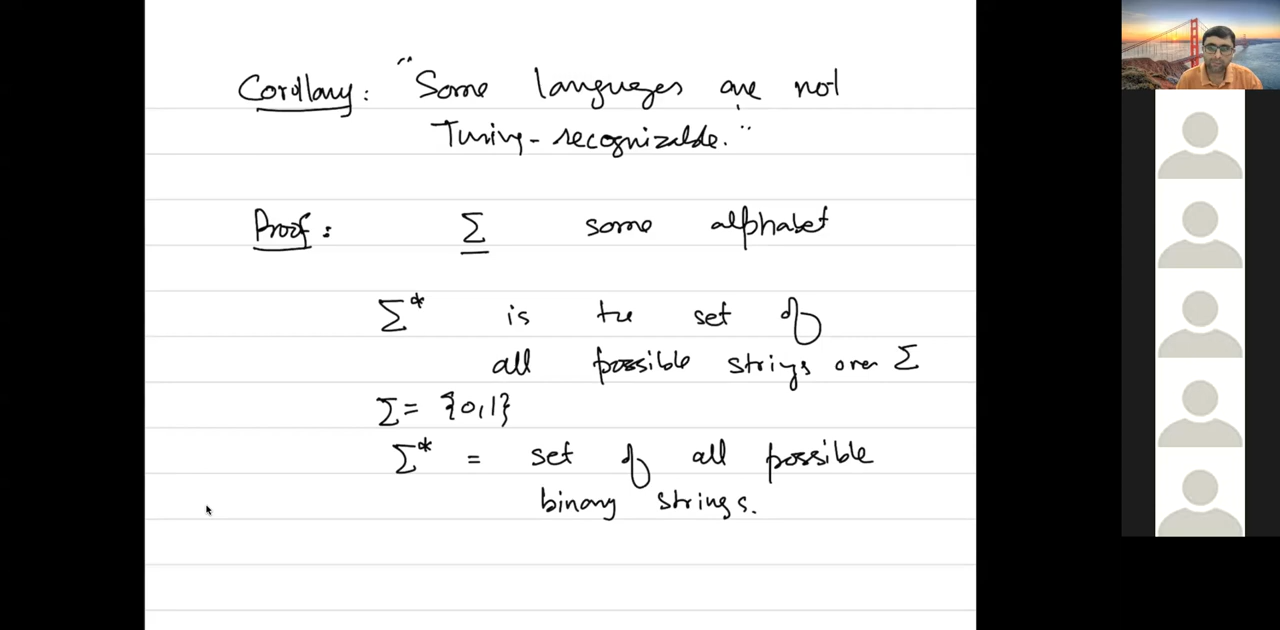 Corollary: "Some languages are not
Turing-recognizable."
Proof: Σ some alphabet
Σ* is the set of
all possible strings over Σ
Σ = {0,1}
Σ* = set of all possible
binary strings.